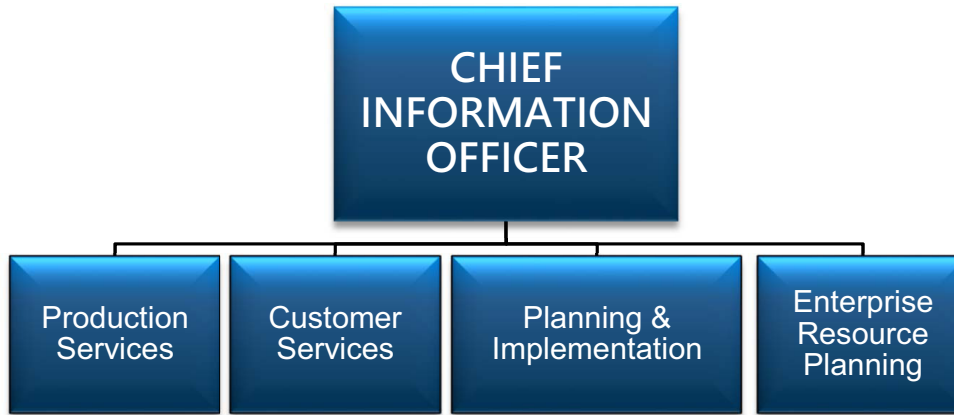 CHIEF
INFORMATION
OFFICER
Production
Services
Customer
Services
Planning &
Implementation
Enterprise
Resource
Planning